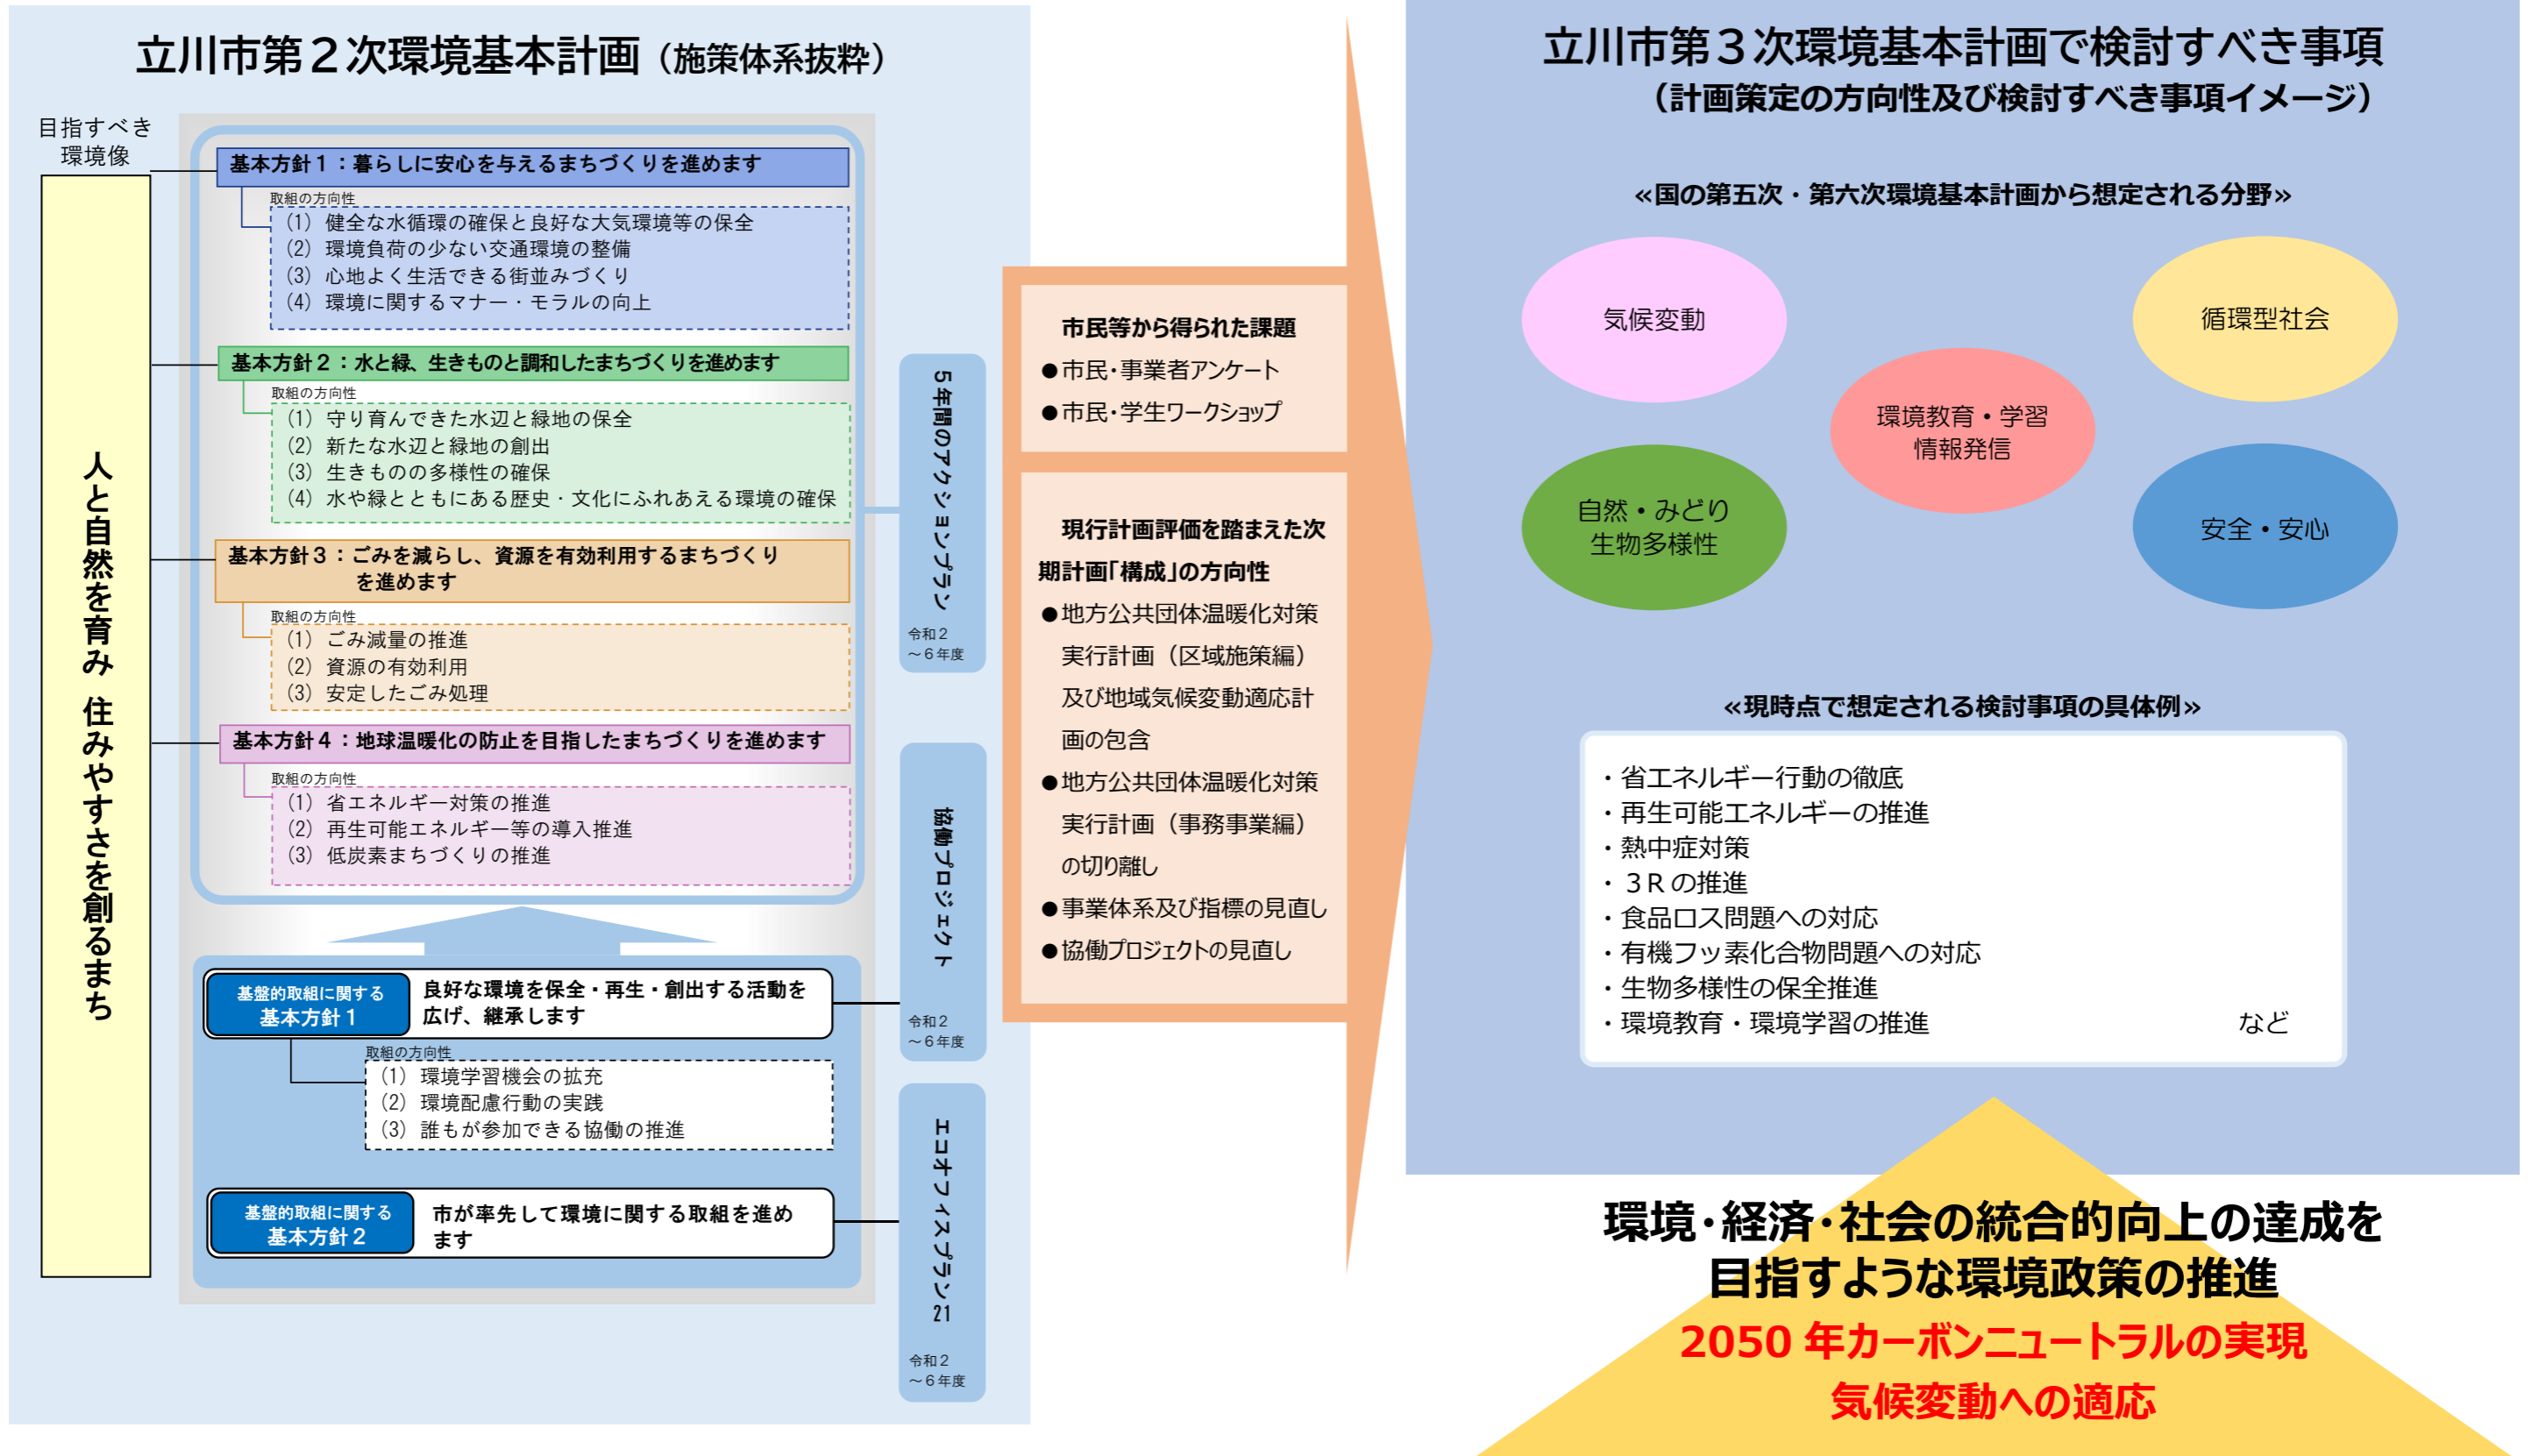 立川市第２次環境基本計画（施策体系抜粋）
目指すべき
環境像
人と自然を育み 住みやすさを創るまち
基本方針１：暮らしに安心を与えるまちづくりを進めます
取組の方向性
(1) 健全な水循環の確保と良好な大気環境等の保全
(2) 環境負荷の少ない交通環境の整備
(3) 心地よく生活できる街並みづくり
(4) 環境に関するマナー・モラルの向上
基本方針２：水と緑、生きものと調和したまちづくりを進めます
取組の方向性
(1) 守り育んできた水辺と緑地の保全
(2) 新たな水辺と緑地の創出
(3) 生きものの多様性の確保
(4) 水や緑とともにある歴史・文化にふれあえる環境の確保
基本方針３：ごみを減らし、資源を有効利用するまちづくり
を進めます
取組の方向性
(1) ごみ減量の推進
(2) 資源の有効利用
(3) 安定したごみ処理
基本方針４：地球温暖化の防止を目指したまちづくりを進めます
取組の方向性
(1) 省エネルギー対策の推進
(2) 再生可能エネルギー等の導入推進
(3) 低炭素まちづくりの推進
基盤的取組に関する
基本方針１
良好な環境を保全・再生・創出する活動を
広げ、継承します
取組の方向性
(1) 環境学習機会の拡充
(2) 環境配慮行動の実践
(3) 誰もが参加できる協働の推進
基盤的取組に関する
基本方針２
市が率先して環境に関する取組を進め
ます
５年間のアクションプラン
令和２
～６年度
協働プロジェクト
令和２
～６年度
エコオフィスプラン21
令和２
～６年度
市民等から得られた課題
●市民・事業者アンケート
●市民・学生ワークショップ
現行計画評価を踏まえた次
期計画「構成」の方向性
●地方公共団体温暖化対策
実行計画（区域施策編）
及び地域気候変動適応計
画の包含
●地方公共団体温暖化対策
実行計画（事務事業編）
の切り離し
●事業体系及び指標の見直し
●協働プロジェクトの見直し
立川市第３次環境基本計画で検討すべき事項
（計画策定の方向性及び検討すべき事項イメージ）
≪国の第五次・第六次環境基本計画から想定される分野≫
気候変動
循環型社会
環境教育・学習
情報発信
自然・みどり
生物多様性
安全・安心
≪現時点で想定される検討事項の具体例≫
・省エネルギー行動の徹底
・再生可能エネルギーの推進
・熱中症対策
・３Ｒの推進
・食品ロス問題への対応
・有機フッ素化合物問題への対応
・生物多様性の保全推進
・環境教育・環境学習の推進 など
環境・経済・社会の統合的向上の達成を
目指すような環境政策の推進
2050 年カーボンニュートラルの実現
気候変動への適応